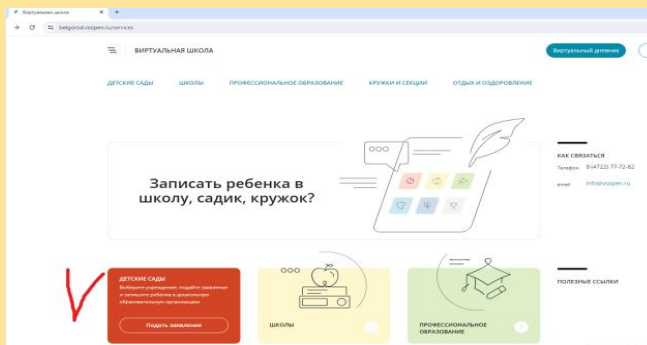 Виртуальная школа
belgorod.vsopen.ru/services
ВИРТУАЛЬНАЯ ШКОЛА
Виртуальный дневник
ДЕТСКИЕ САДЫ ШКОЛЫ ПРОФЕССИОНАЛЬНОЕ ОБРАЗОВАНИЕ КРУЖКИ И СЕКЦИИ ОТДЫХ И ОЗДОРОВЛЕНИЕ
Записать ребенка в
школу, садик, кружок?
КАК СВЯЗАТЬСЯ
Телефон 8 (4722) 77-72-82
email info@vsopen.ru
ДЕТСКИЕ САДЫ
Выберите учреждение, подайте заявление
и запишите ребенка в дошкольную
образовательную организацию
Подать заявление
ШКОЛЫ
ПРОФЕССИОНАЛЬНОЕ
ОБРАЗОВАНИЕ
ПОЛЕЗНЫЕ ССЫЛКИ